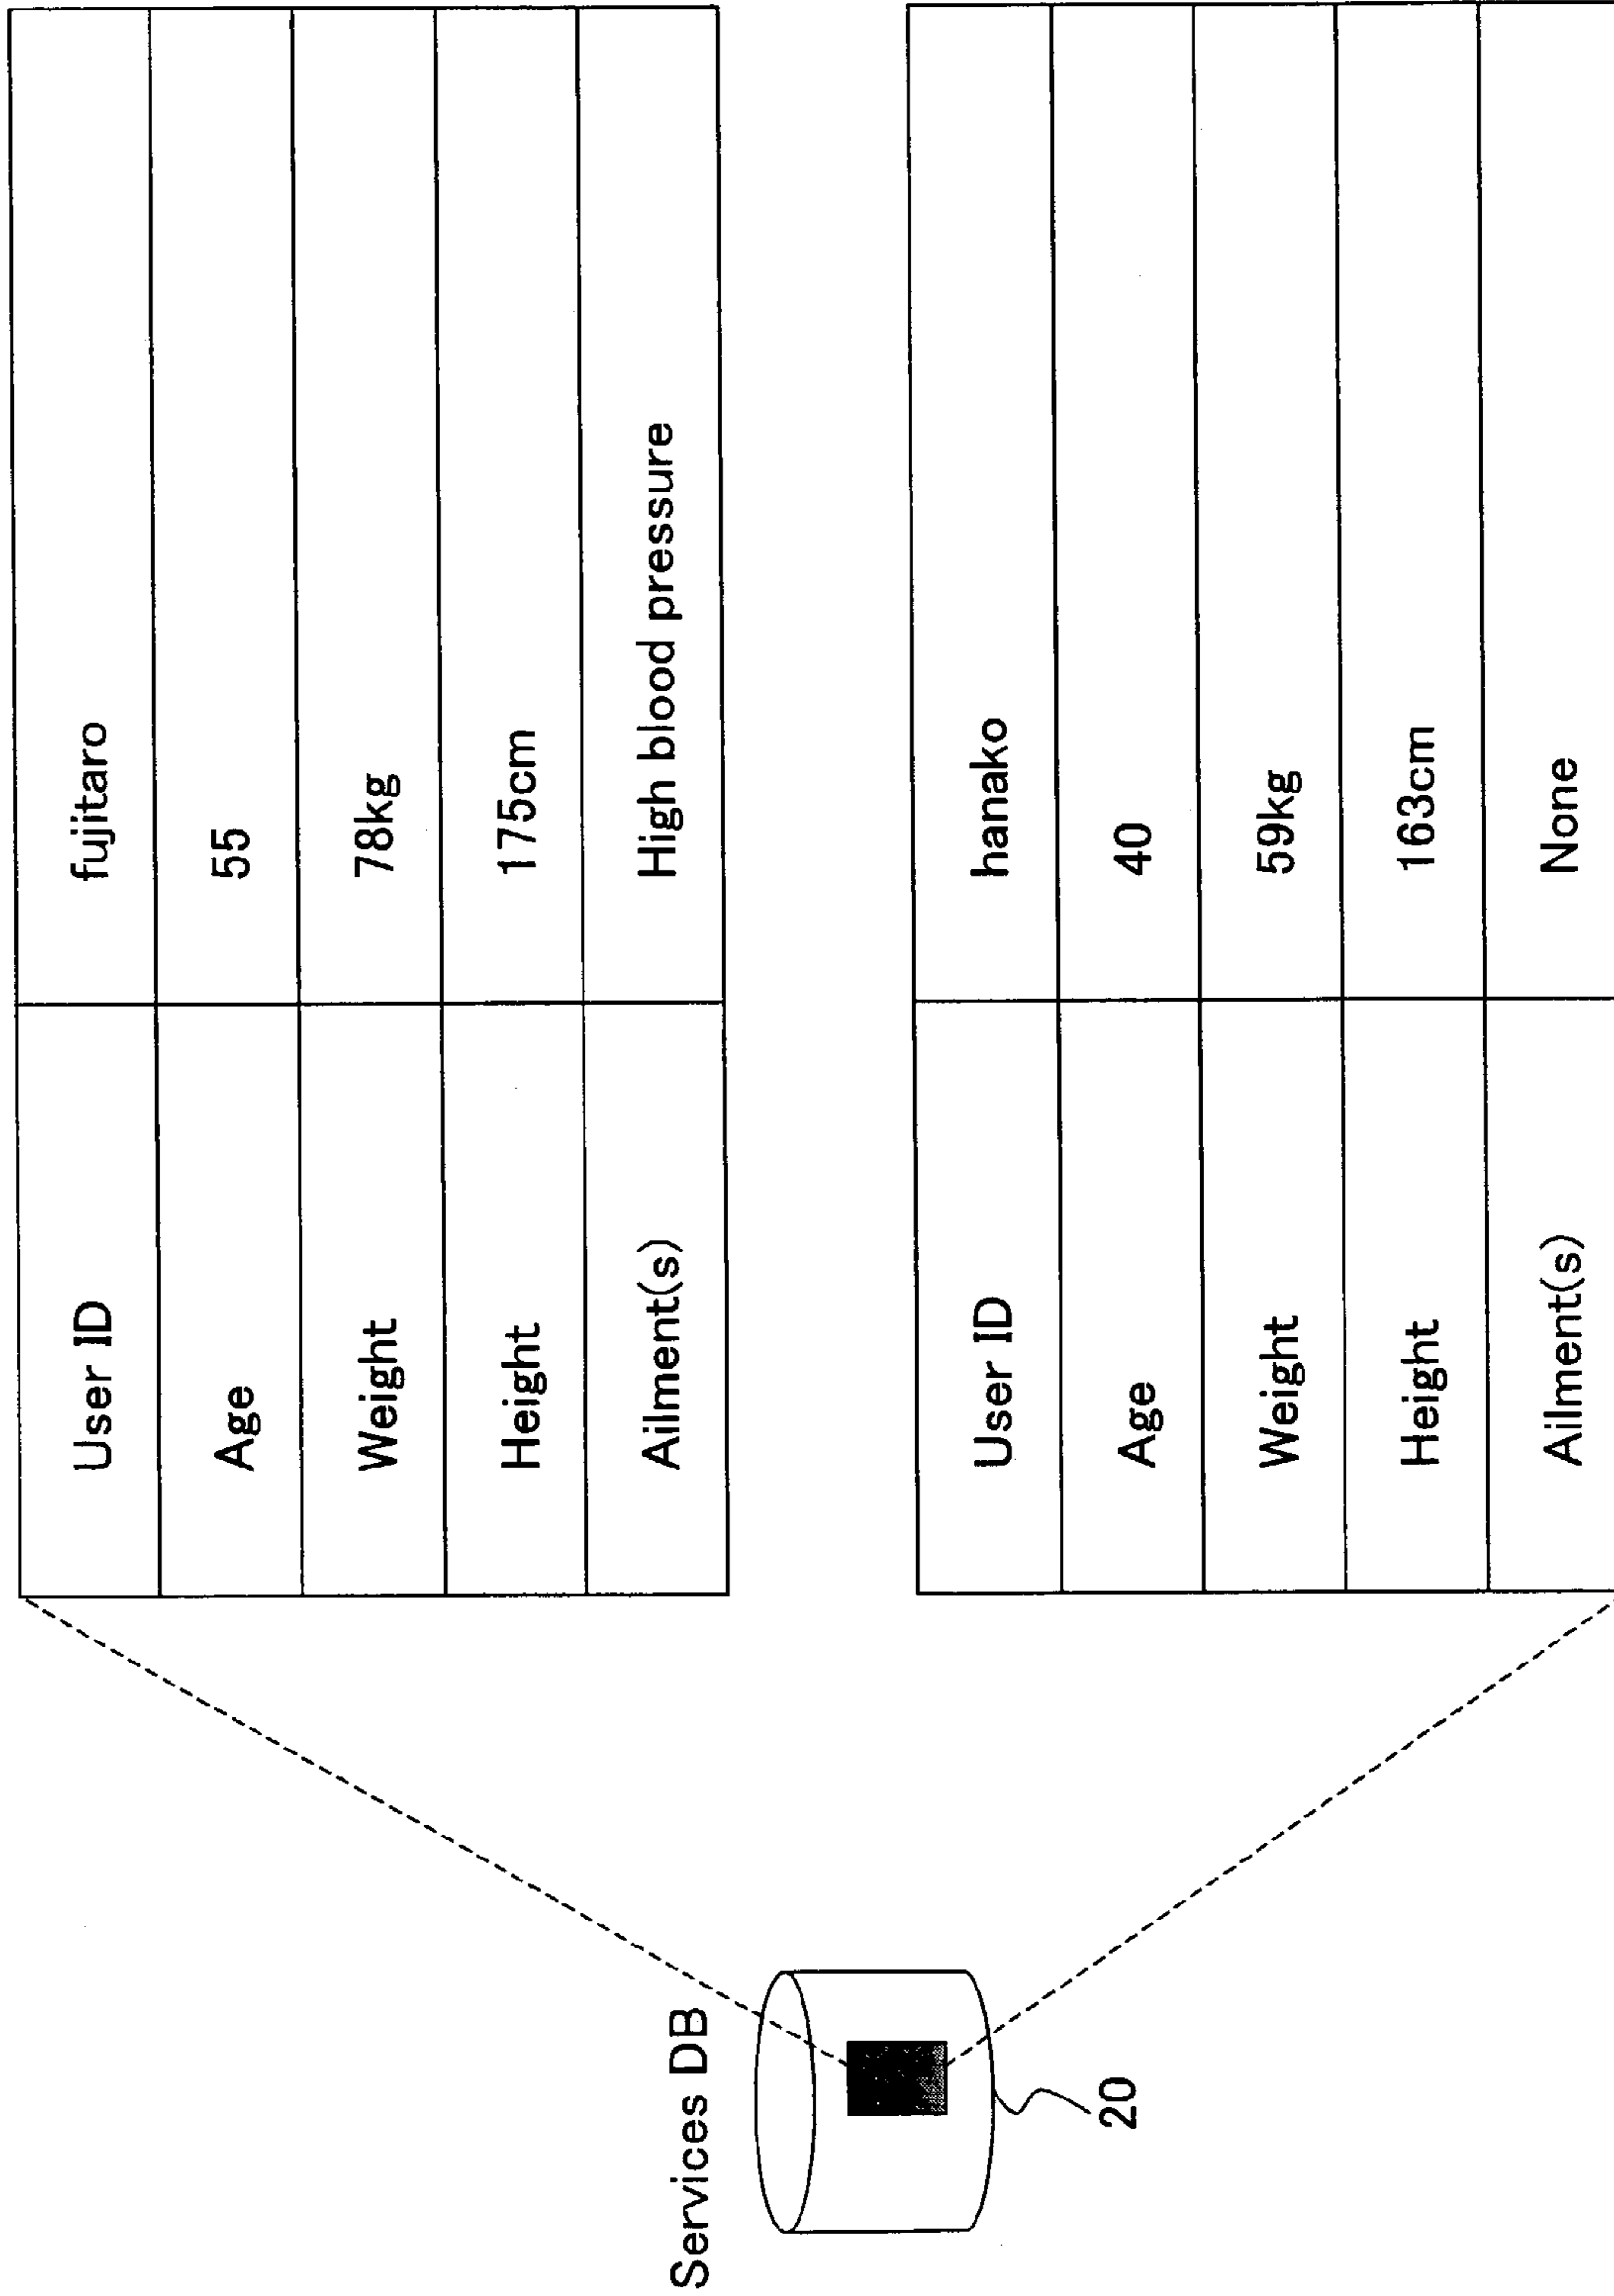 Services DB
20
User ID fujitaro
Age 55
Weight 78kg
Height 175cm
Ailment(s) High blood pressure
User ID hanako
Age 40
Weight 59kg
Height 163cm
Ailment(s) None